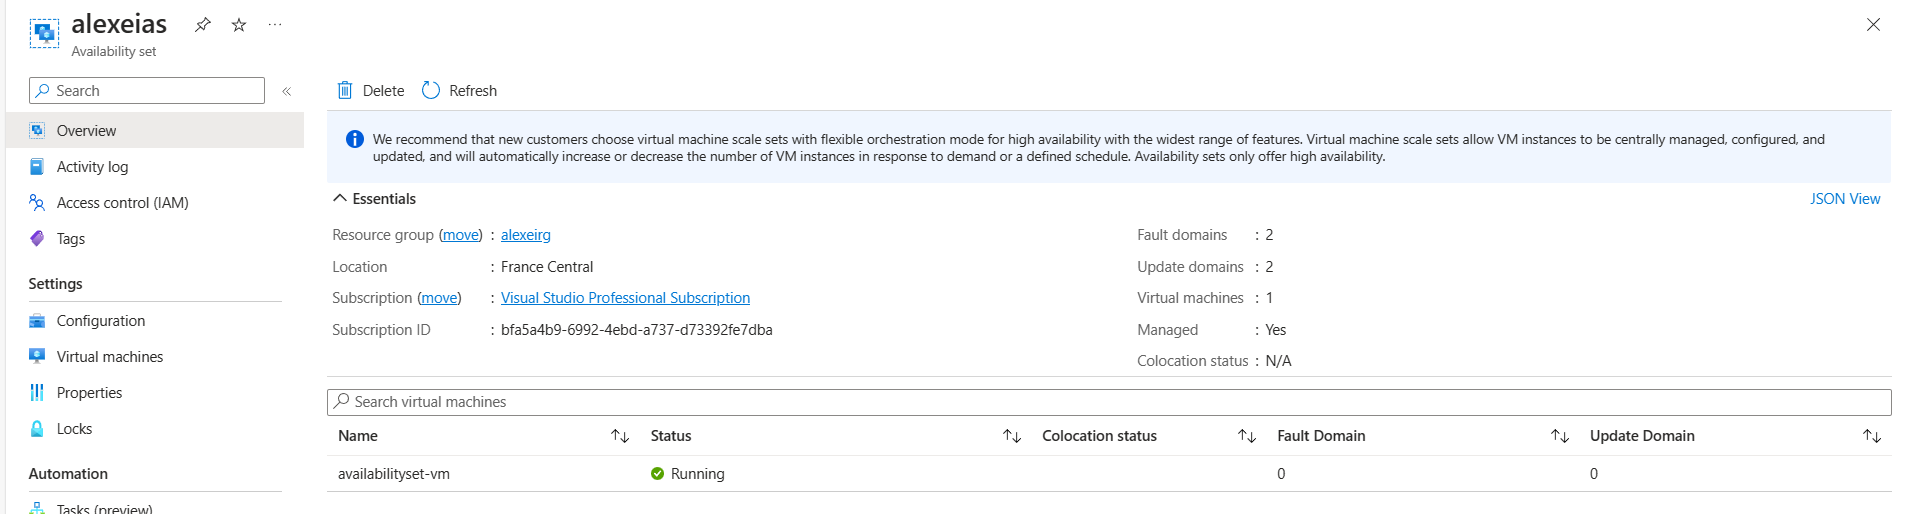 alexeias
Availability set
Search
Overview
Activity log
Access control (IAM)
Tags
Settings
Configuration
Virtual machines
Properties
Locks
Automation
Tasks (preview)
Delete Refresh
We recommend that new customers choose virtual machine scale sets with flexible orchestration mode for high availability with the widest range of features. Virtual machine scale sets allow VM instances to be centrally managed, configured, and
updated, and will automatically increase or decrease the number of VM instances in response to demand or a defined schedule. Availability sets only offer high availability.
Essentials JSON View
Resource group (move) : alexeirg
Location : France Central
Subscription (move) : Visual Studio Professional Subscription
Subscription ID : bfa5a4b9-6992-4ebd-a737-d73392fe7dba
Fault domains : 2
Update domains : 2
Virtual machines : 1
Managed : Yes
Colocation status : N/A
Search virtual machines
Name Status Colocation status Fault Domain Update Domain
availabilityset-vm Running 0 0